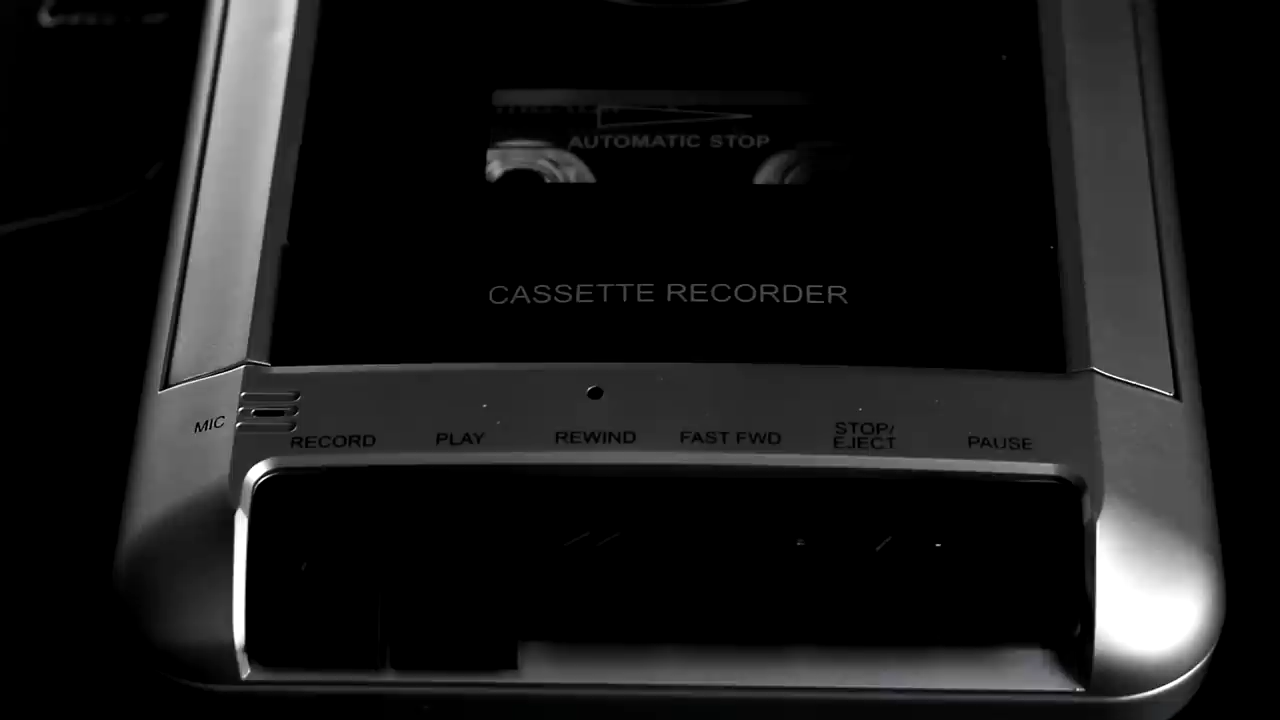 AUTOMATIC STOP
CASSETTE RECORDER
MIC
RECORD
PLAY
REWIND
FAST FWD
STOP/
EJECT
PAUSE